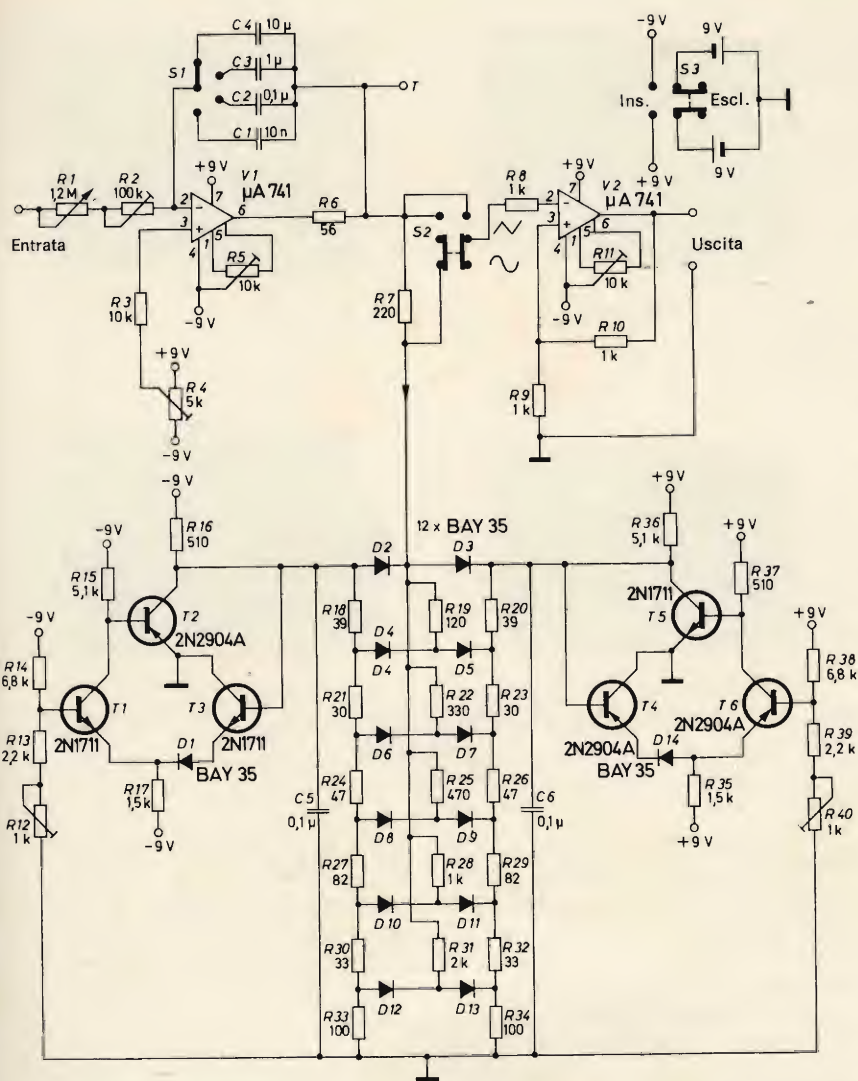 C4 10 µ
C3 1 µ
S1
C2 0,1 µ
C1 10 n
T
-9 V
9 V
S3
Ins.
Escl.
9 V
+9 V
R1
1,2 M
R2
100 k
+9 V
V1
µA 741
2
7
3
6
4
1
5
R5
10 k
-9 V
Entrata
R6
56
S2
R7
220
R8
1 k
+9 V
V2
µA 741
2
7
3
6
4
1
5
R11
10 k
-9 V
Uscita
R10
1 k
R9
1 k
R3
10 k
+9 V
R4
5 k
-9 V
-9 V
R16
510
-9 V
R15
5,1 k
T2
2N2904A
-9 V
R14
6,8 k
T1
2N1711
T3
2N1711
R13
2,2 k
D1
BAY 35
R17
1,5 k
-9 V
R12
1 k
12 x BAY 35
D2
D3
R18
39
R19
120
R20
39
D4
D4
D5
R21
30
R22
330
R23
30
D6
D7
R24
47
R25
470
R26
47
C5
0,1 µ
C6
0,1 µ
D8
D9
R27
82
R28
1 k
R29
82
D10
D11
R30
33
R31
2 k
R32
33
D12
D13
R33
100
R34
100
+9 V
R36
5,1 k
+9 V
R37
510
2N1711
T5
+9 V
R38
6,8 k
T4
T6
2N2904A
2N2904A
D14
BAY 35
R39
2,2 k
R35
1,5 k
+9 V
R40
1 k